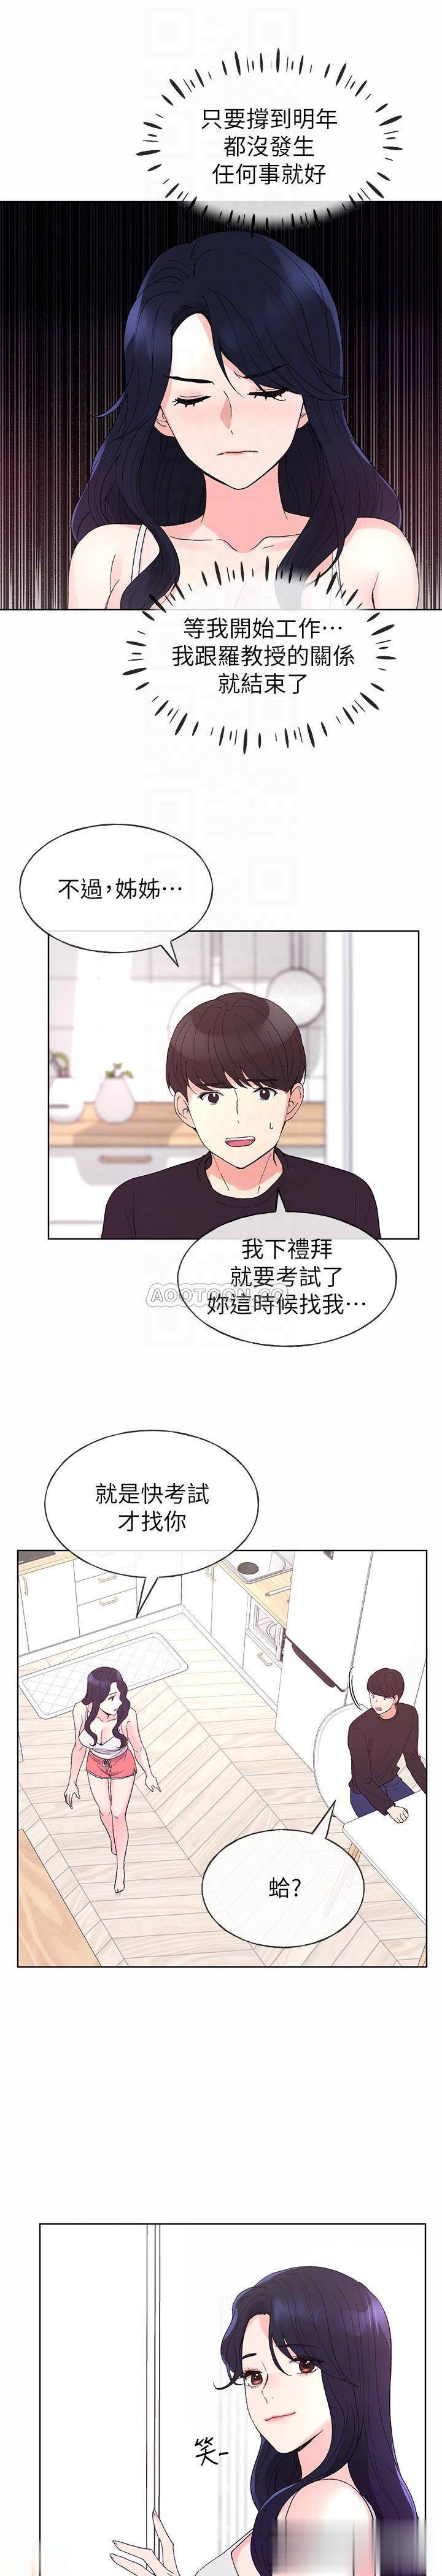 只要撐到明年
都沒發生
任何事就好
等我開始工作…
我跟羅教授的關係
就結束了
不過，姊姊…
我下禮拜
就要考試了
妳這時候找我…
AOOTOON.CC
就是快考試
才找你
蛤?
笑-